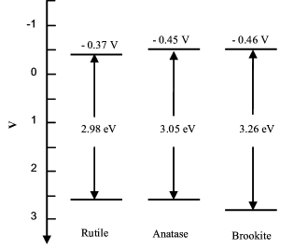 -1
- 0.37 V
- 0.45 V
- 0.46 V
0
V
1
2.98 eV
3.05 eV
3.26 eV
2
3
Rutile
Anatase
Brookite